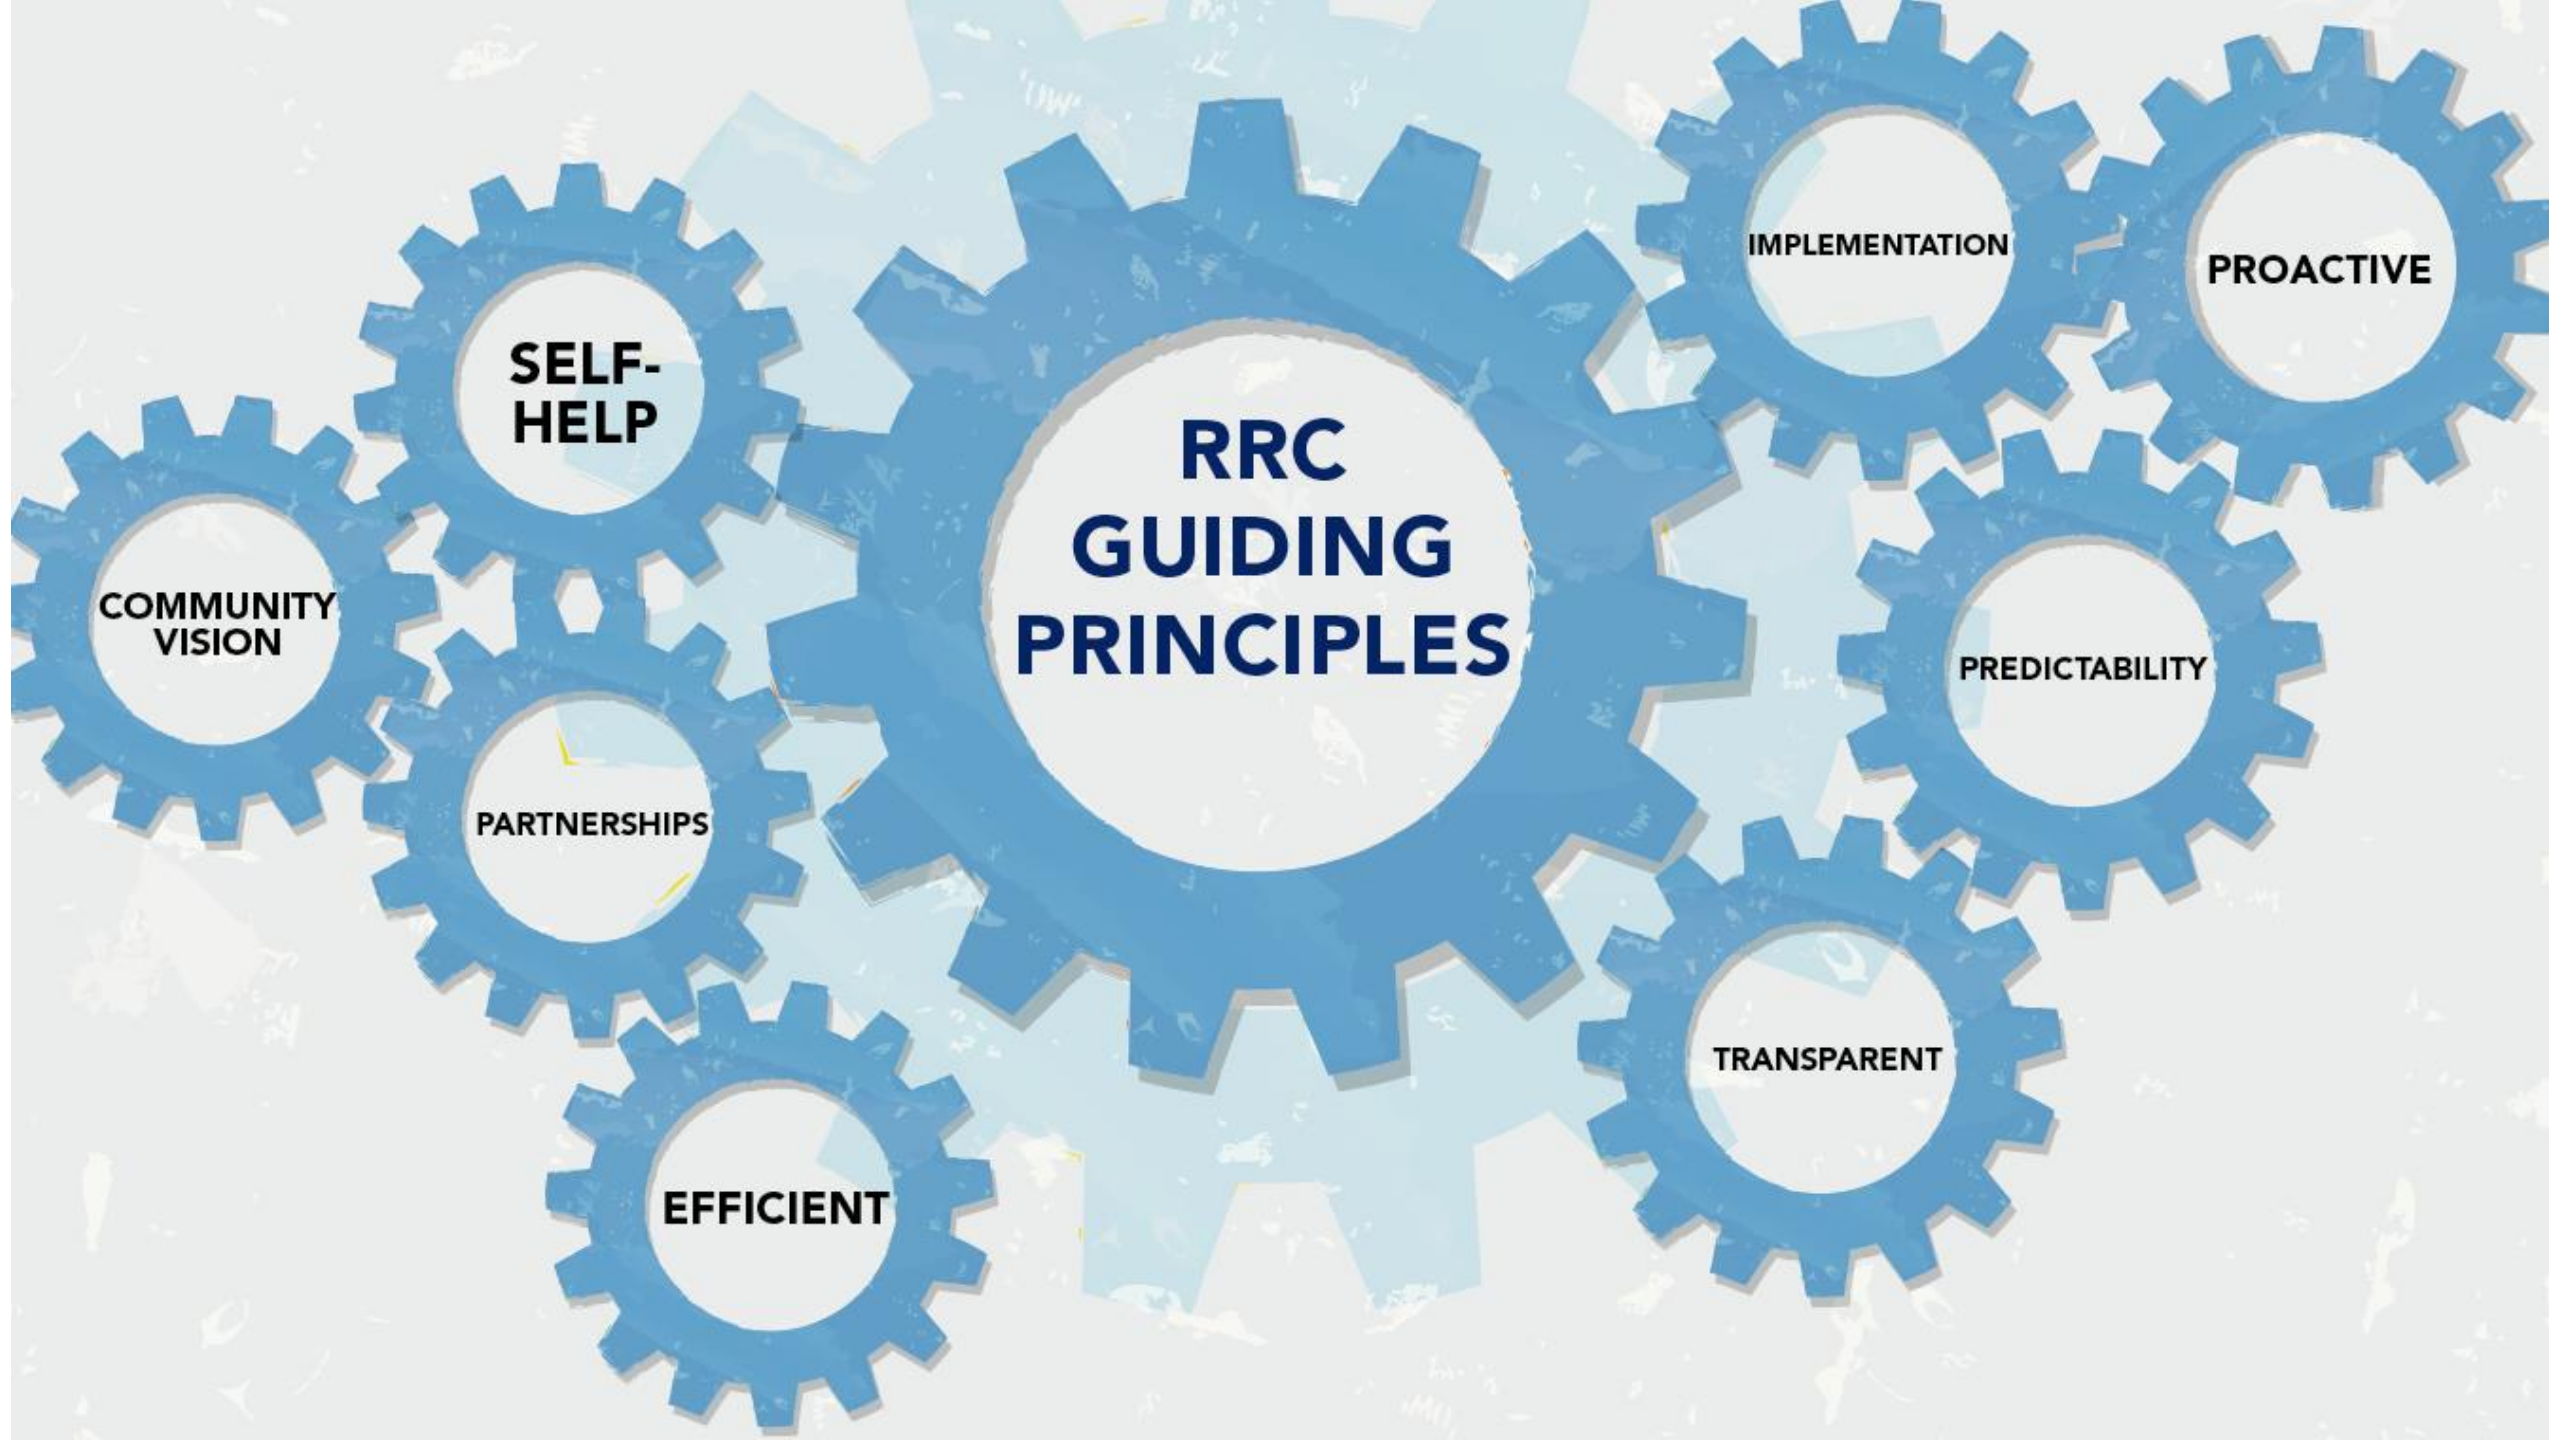 RRC
GUIDING
PRINCIPLES
SELF-
HELP
COMMUNITY
VISION
PARTNERSHIPS
EFFICIENT
IMPLEMENTATION
PROACTIVE
PREDICTABILITY
TRANSPARENT